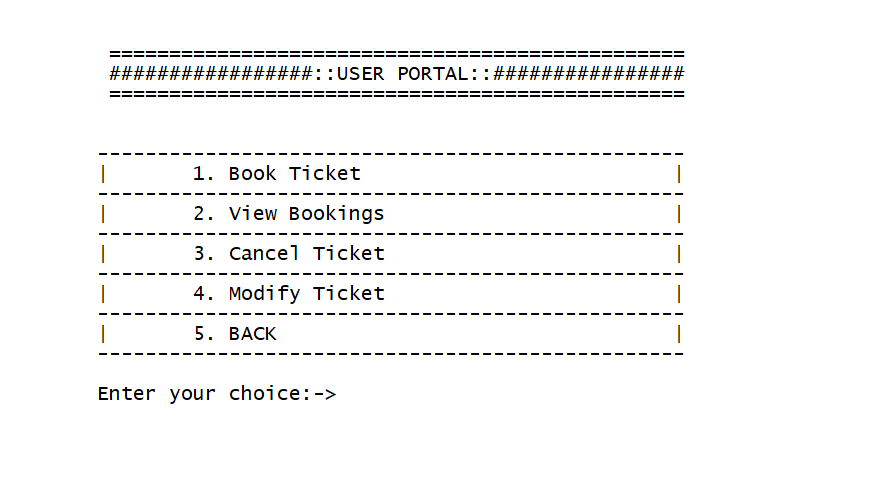 ================================================
#################::USER PORTAL::################
================================================
-------------------------------------------------
|       1. Book Ticket                          |
-------------------------------------------------
|       2. View Bookings                        |
-------------------------------------------------
|       3. Cancel Ticket                        |
-------------------------------------------------
|       4. Modify Ticket                        |
-------------------------------------------------
|       5. BACK                                 |
-------------------------------------------------
Enter your choice:->